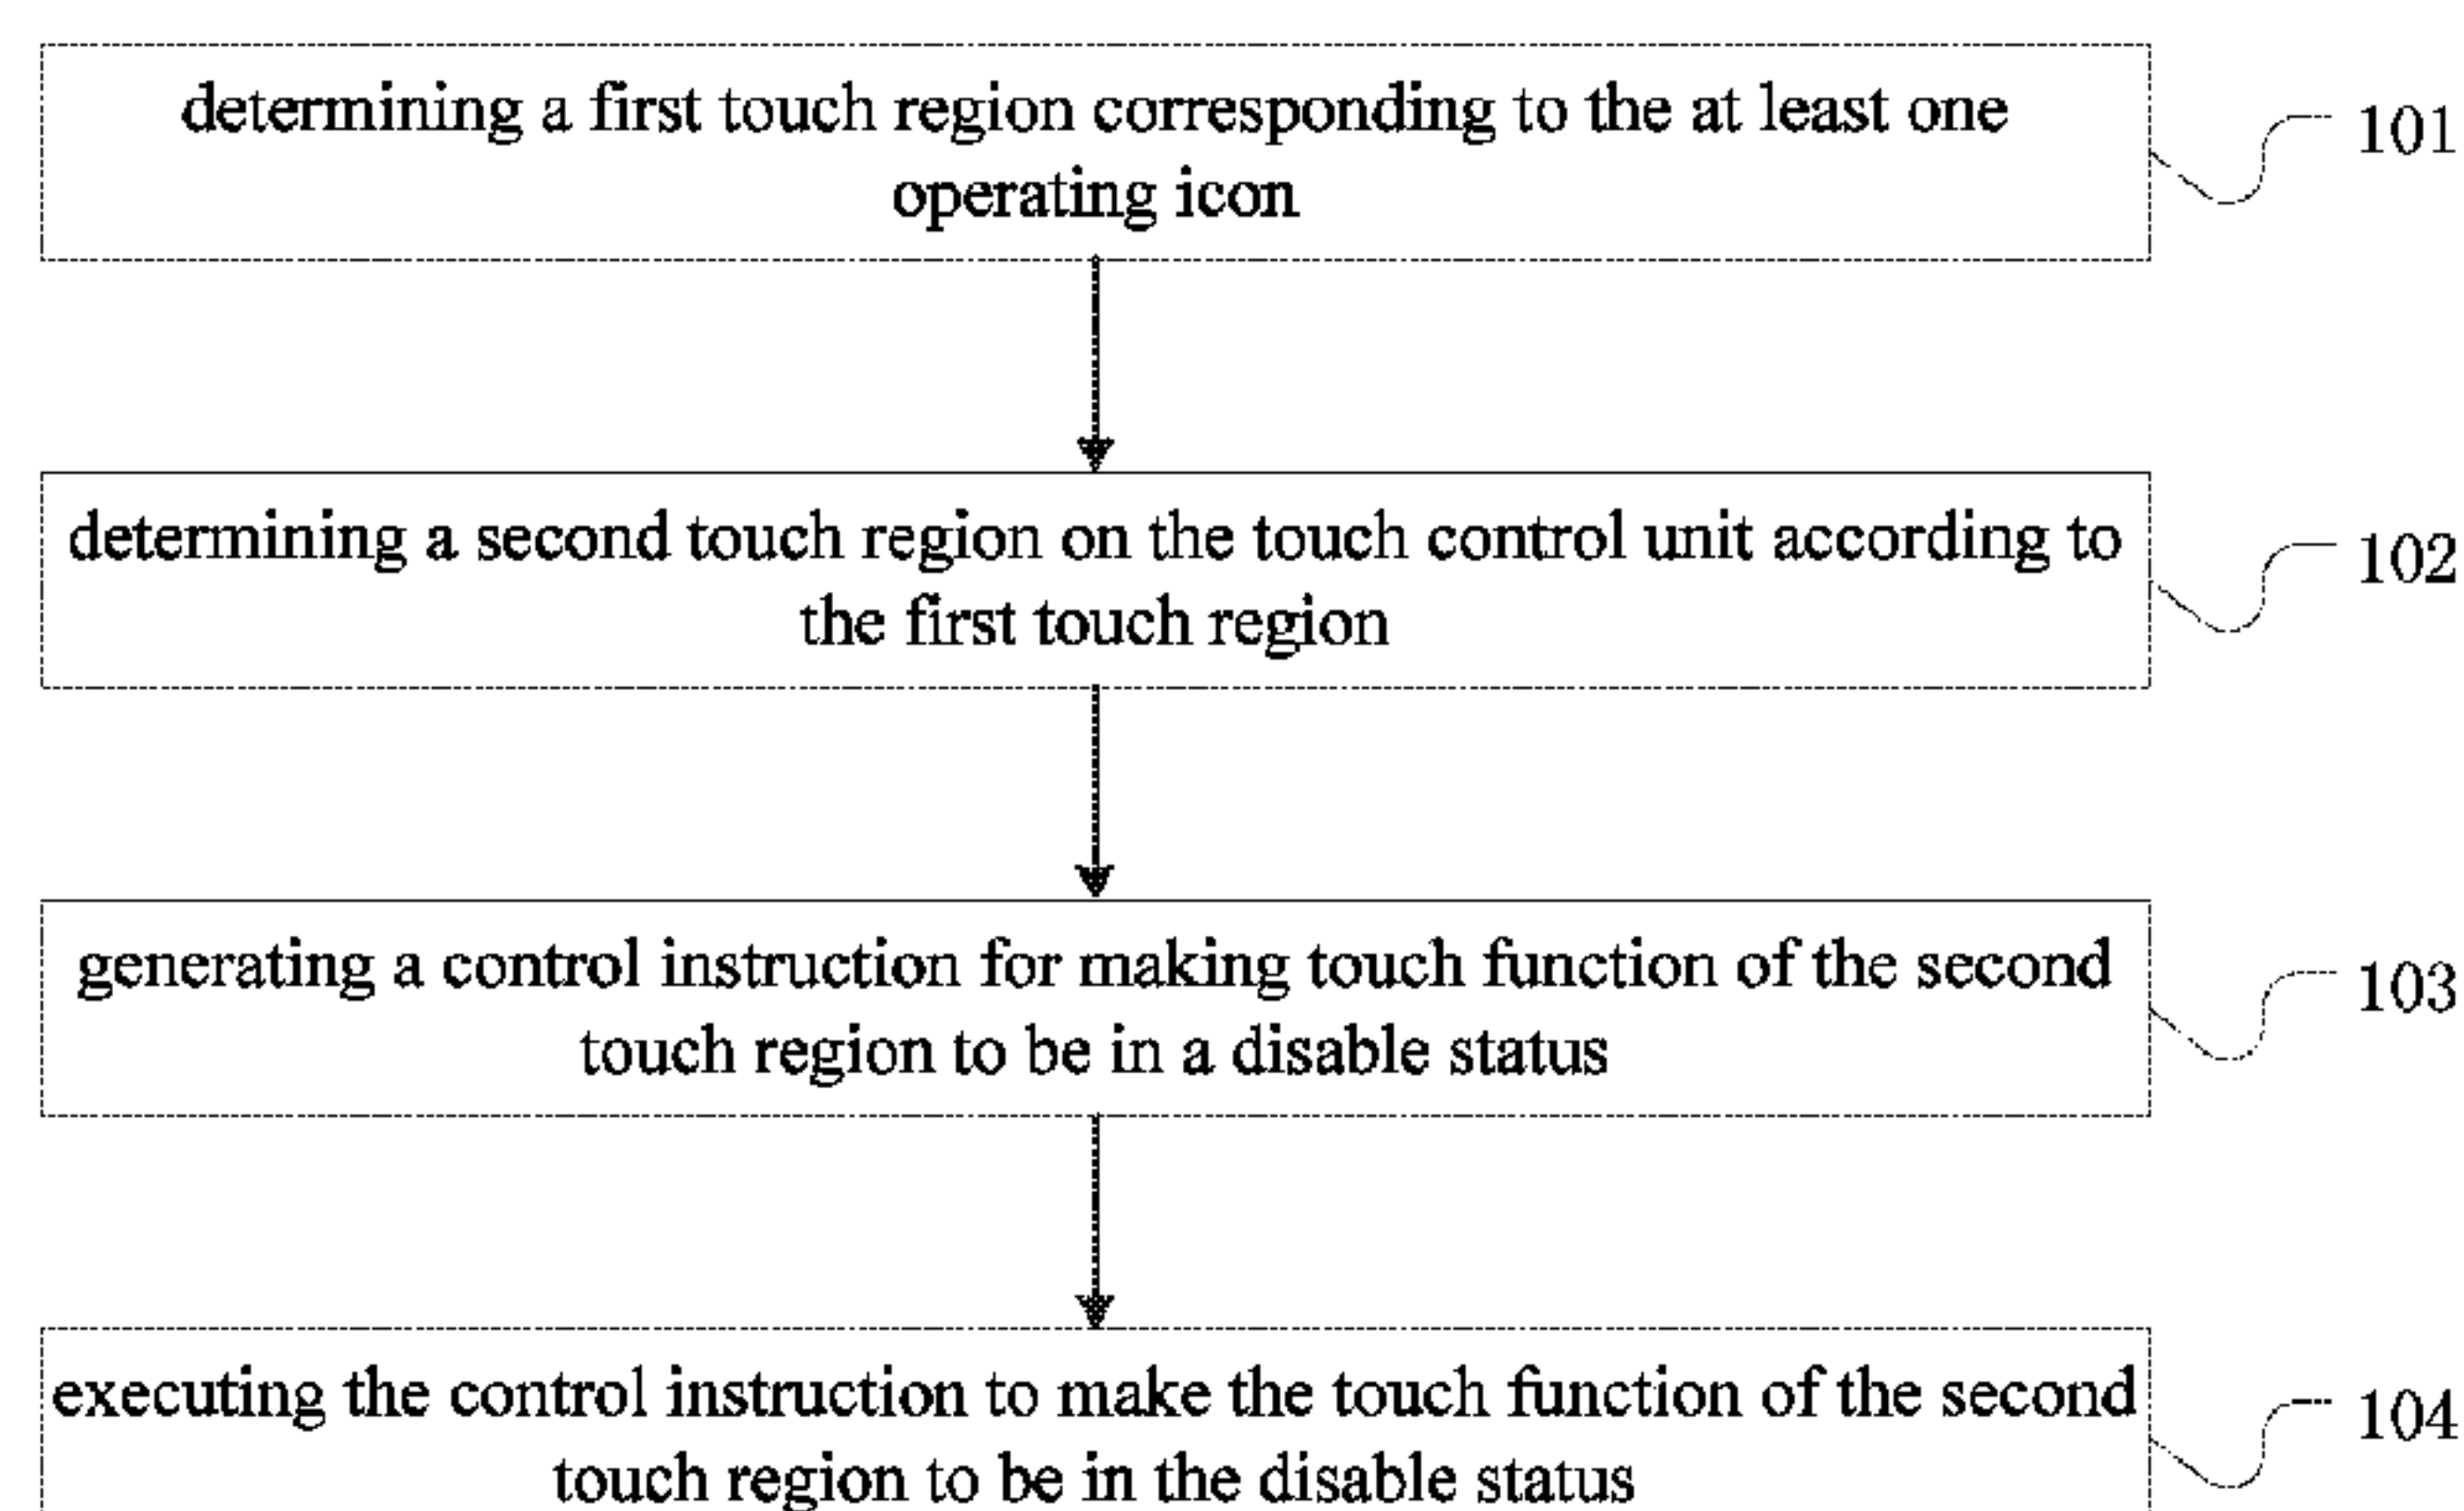 determining a first touch region corresponding to the at least one
operating icon
101
determining a second touch region on the touch control unit according to
the first touch region
102
generating a control instruction for making touch function of the second
touch region to be in a disable status
103
executing the control instruction to make the touch function of the second
touch region to be in the disable status
104